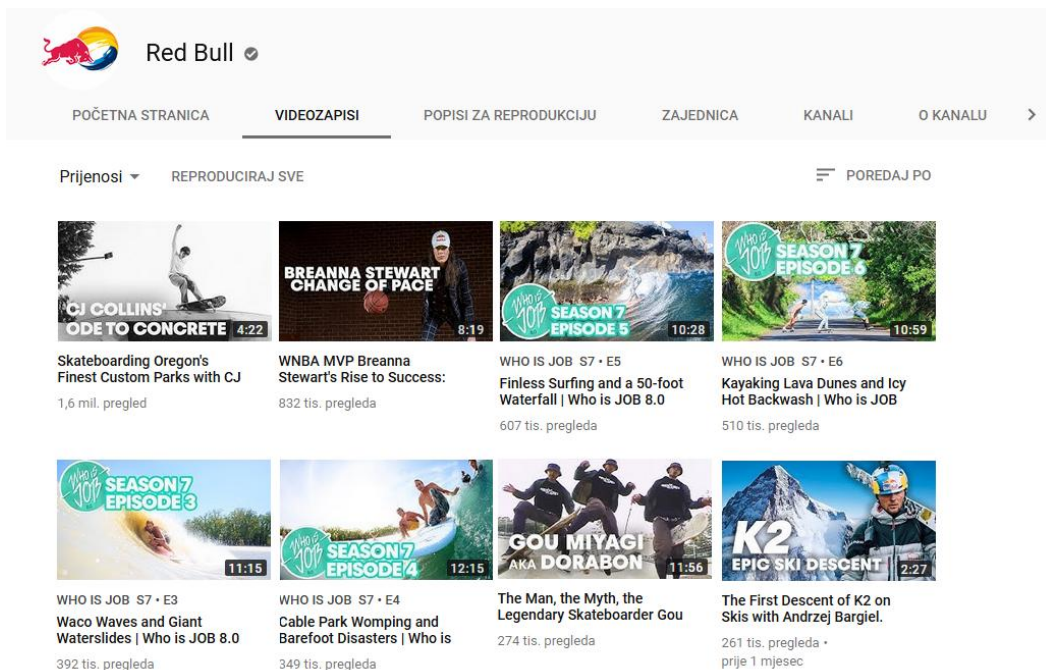 Red Bull
POČETNA STRANICA VIDEOZAPISI POPISI ZA REPRODUKCIJU ZAJEDNICA KANALI O KANALU
Prijenosi REPRODUCIRAJ SVE POREDAJ PO
CJ COLLINS'
ODE TO CONCRETE 4:22
Skateboarding Oregon's
Finest Custom Parks with CJ
1,6 mil. pregled
BREANNA STEWART
CHANGE OF PACE
8:19
WNBA MVP Breanna
Stewart's Rise to Success:
832 tis. pregleda
WHO IS
JOB
SEASON 7
EPISODE 5
10:28
WHO IS JOB S7 • E5
Finless Surfing and a 50-foot
Waterfall | Who is JOB 8.0
607 tis. pregleda
WHO IS
JOB
SEASON 7
EPISODE 6
10:59
WHO IS JOB S7 • E6
Kayaking Lava Dunes and Icy
Hot Backwash | Who is JOB
510 tis. pregleda
WHO IS
JOB
SEASON 7
EPISODE 3
11:15
WHO IS JOB S7 • E3
Waco Waves and Giant
Waterslides | Who is JOB 8.0
392 tis. pregleda
WHO IS
JOB
SEASON 7
EPISODE 4
12:15
WHO IS JOB S7 • E4
Cable Park Womping and
Barefoot Disasters | Who is
349 tis. pregleda
GOU MIYAGI
AKA DORABON
11:56
The Man, the Myth, the
Legendary Skateboarder Gou
274 tis. pregleda
K2
EPIC SKI DESCENT
2:27
The First Descent of K2 on
Skis with Andrzej Bargiel.
261 tis. pregleda •
prije 1 mjesec